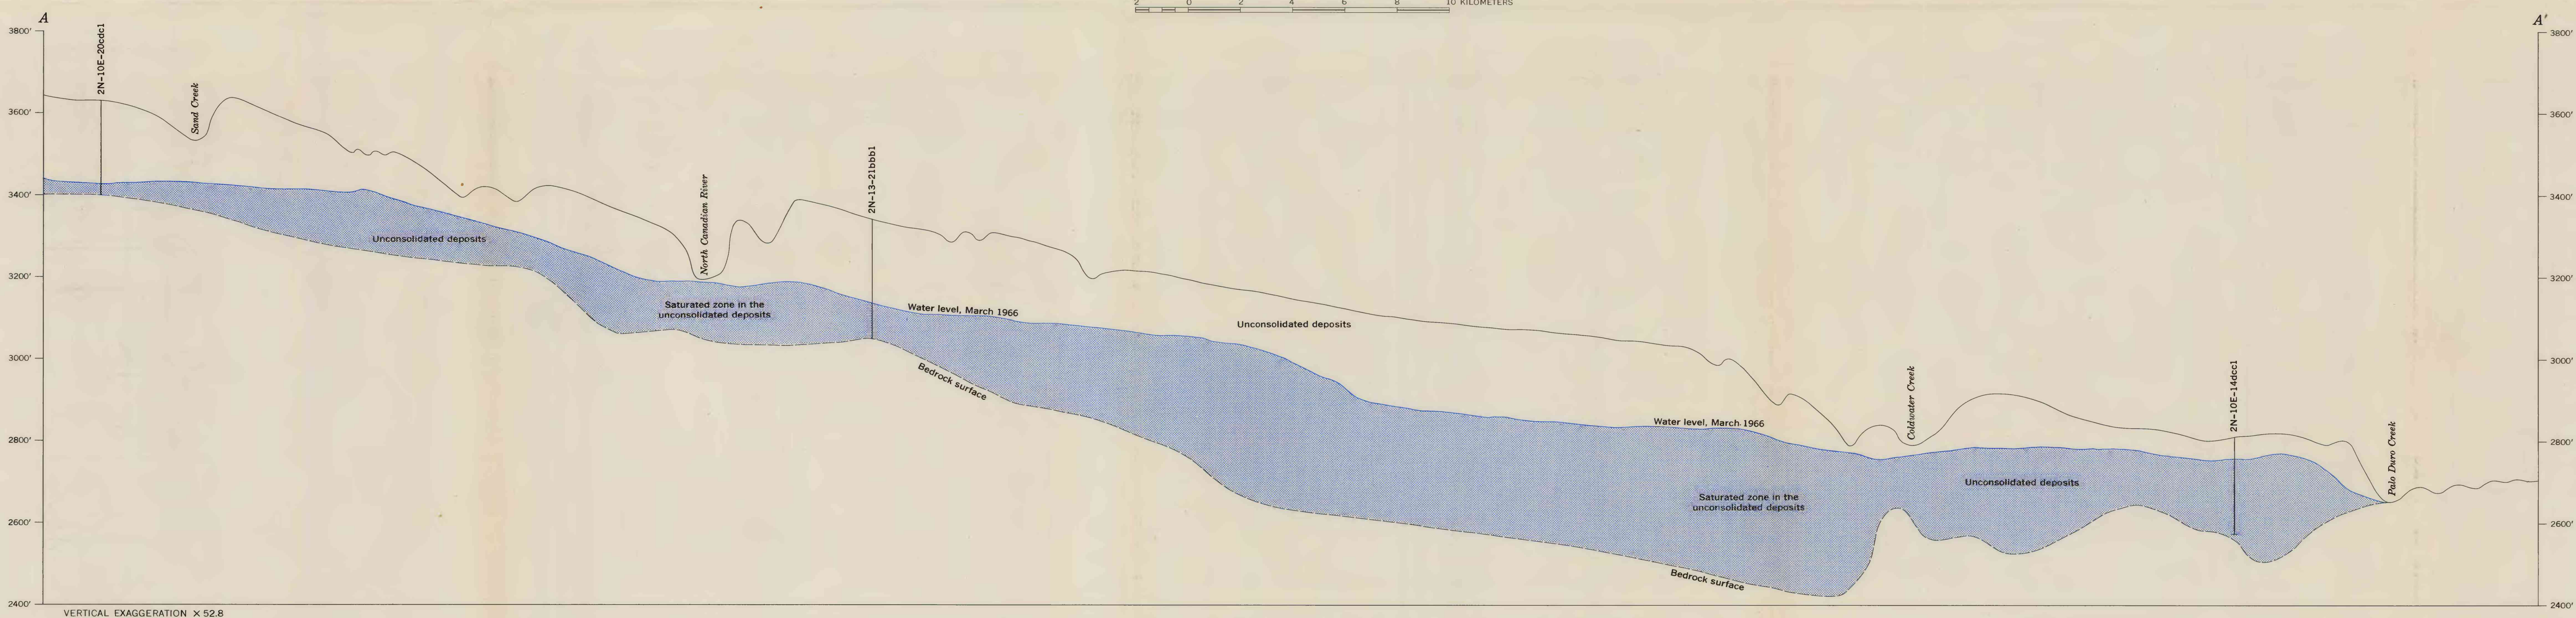 2 0 2 4 6 8 10 KILOMETERS
A
A'
3800'
3600'
3400'
3200'
3000'
2800'
2600'
2400'
2N-10E-20cdc1
Sand Creek
Unconsolidated deposits
North Canadian River
Saturated zone in the
unconsolidated deposits
2N-13-21bbb1
Water level, March 1966
Bedrock surface
Unconsolidated deposits
Water level, March 1966
Saturated zone in the
unconsolidated deposits
Bedrock surface
Coldwater Creek
Unconsolidated deposits
2N-10E-14dcc1
Palo Duro Creek
3800'
3600'
3400'
3200'
3000'
2800'
2600'
2400'
VERTICAL EXAGGERATION X 52.8